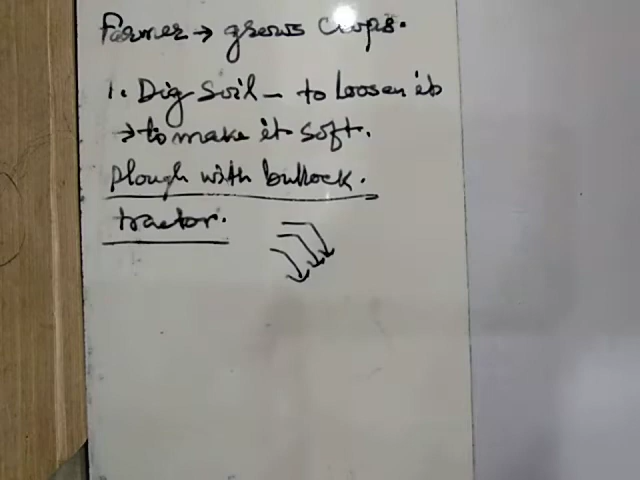 Farmer → grows crops.
1. Dig soil – to loosen it
→ to make it soft.
Plough with bullock.
tractor.